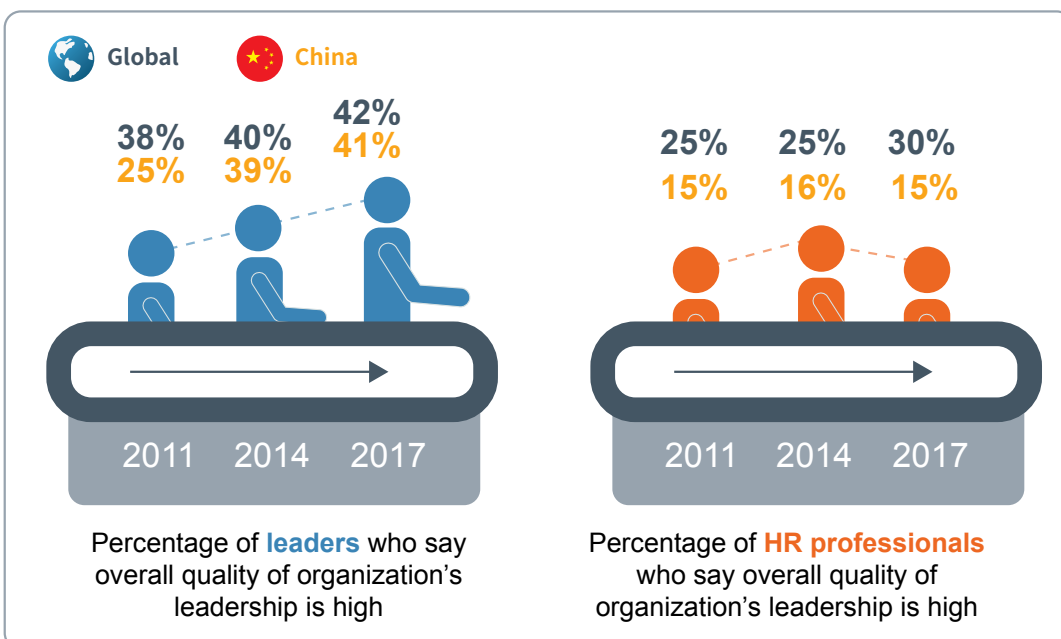 Global
China
38%
25%
40%
39%
42%
41%
2011
2014
2017
Percentage of leaders who say
overall quality of organization’s
leadership is high
25%
15%
25%
16%
30%
15%
2011
2014
2017
Percentage of HR professionals
who say overall quality of
organization’s leadership is high